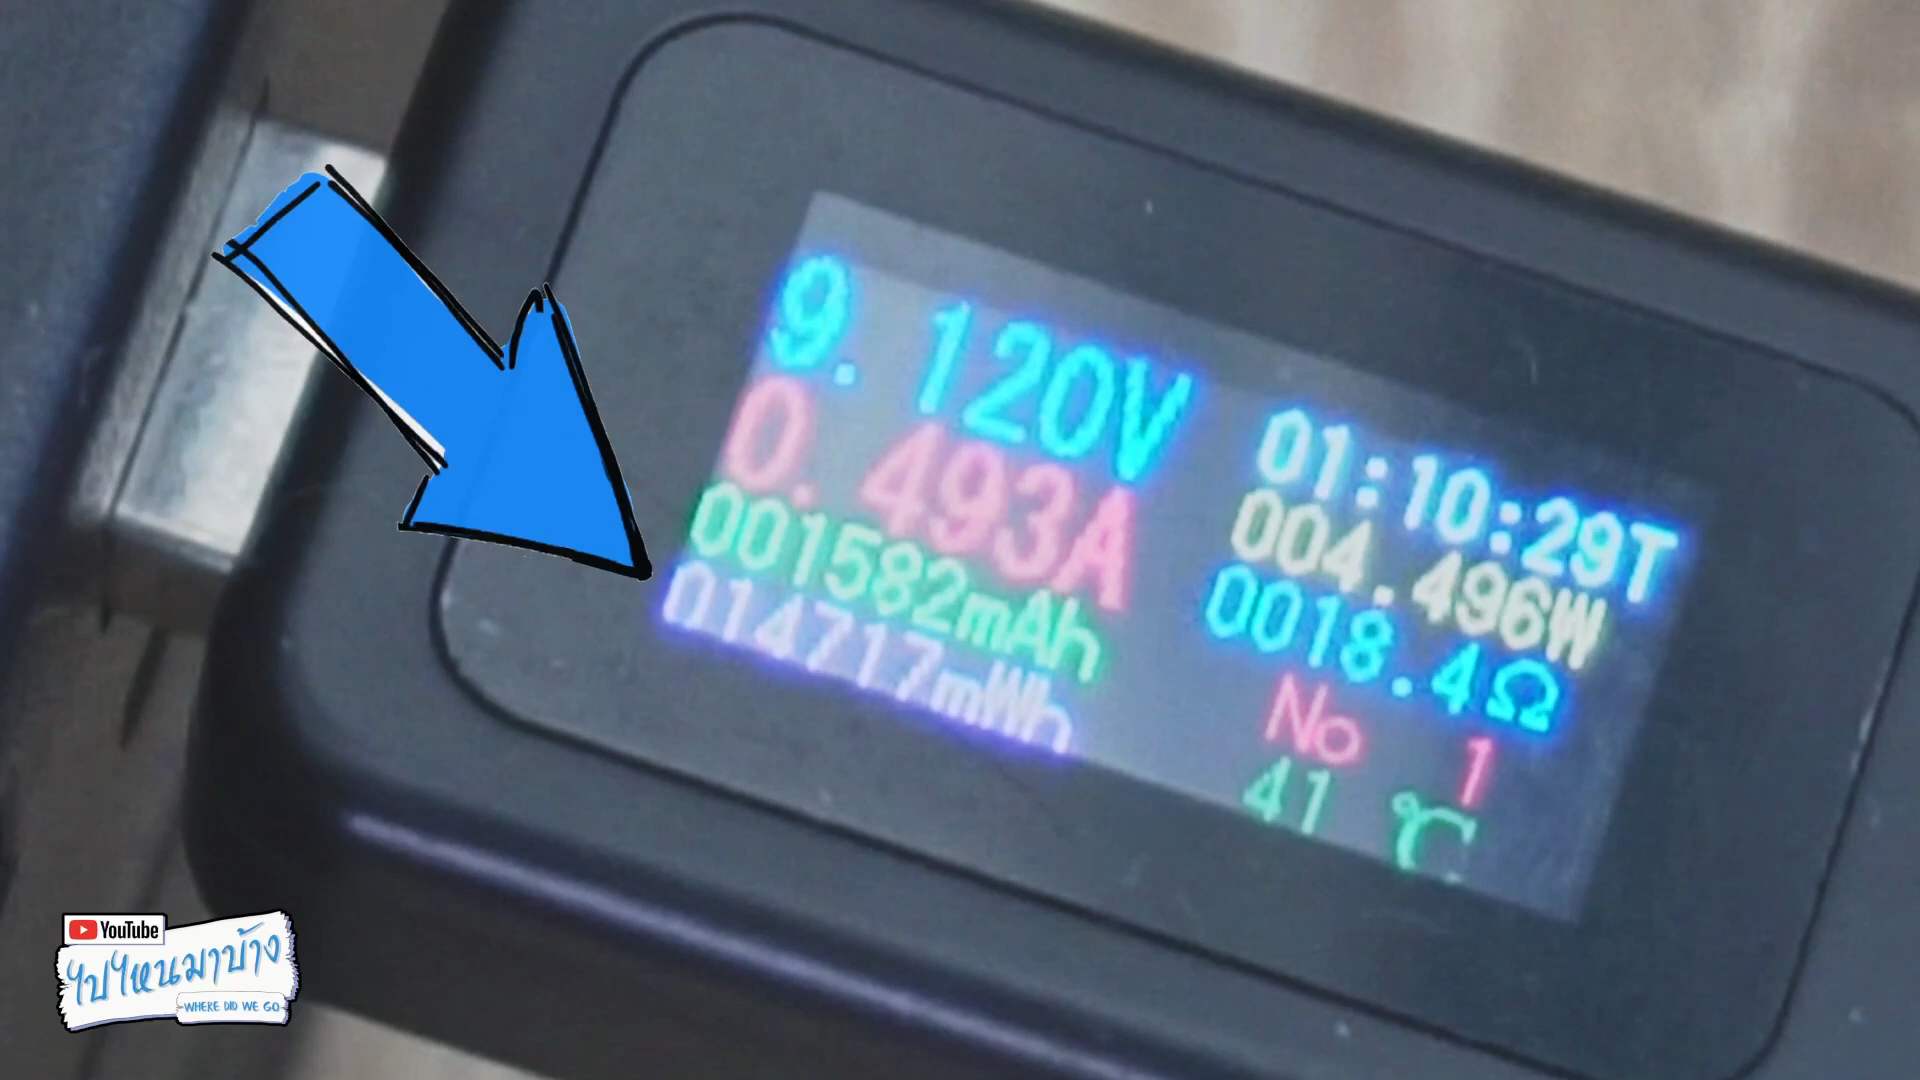 9.120V
0.493A
001582mAh
014717mWh
01:10:29T
004.496W
0018.4Ω
No 1
41 ℃
YouTube
ไปไหนมาบ้าง
-WHERE DID WE GO-